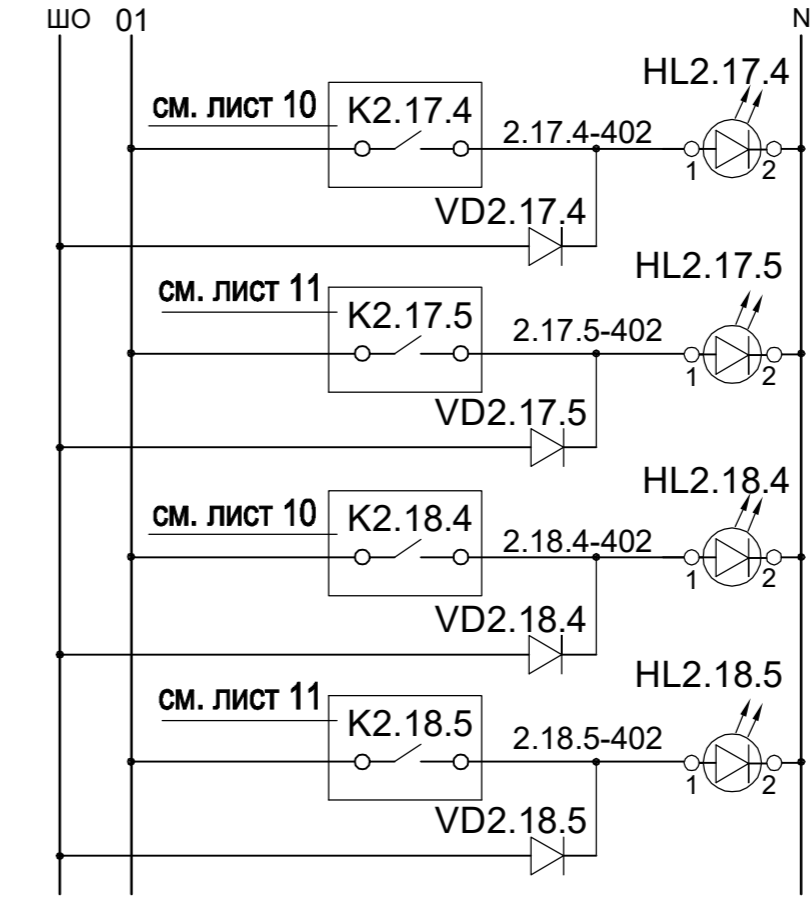 ШО 01 N
HL2.17.4
см. лист 10 K2.17.4
2.17.4-402
1 2
VD2.17.4
HL2.17.5
см. лист 11 K2.17.5
2.17.5-402
1 2
VD2.17.5
HL2.18.4
см. лист 10 K2.18.4
2.18.4-402
1 2
VD2.18.4
HL2.18.5
см. лист 11 K2.18.5
2.18.5-402
1 2
VD2.18.5